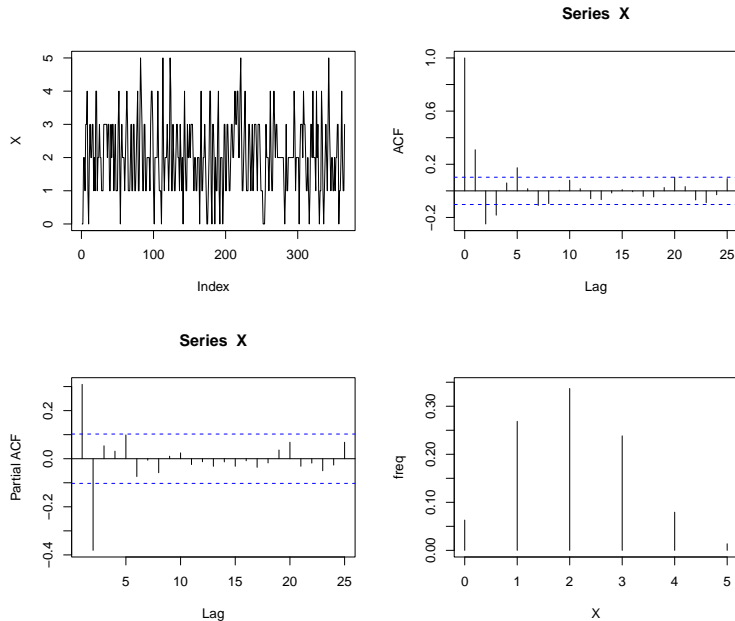 Series X
X
0 1 2 3 4 5
0 100 200 300
Index
ACF
−0.2 0.2 0.6 1.0
0 5 10 15 20 25
Lag
Series X
Partial ACF
−0.4 −0.2 0.0 0.2
5 10 15 20 25
Lag
freq
0.00 0.10 0.20 0.30
0 1 2 3 4 5
X